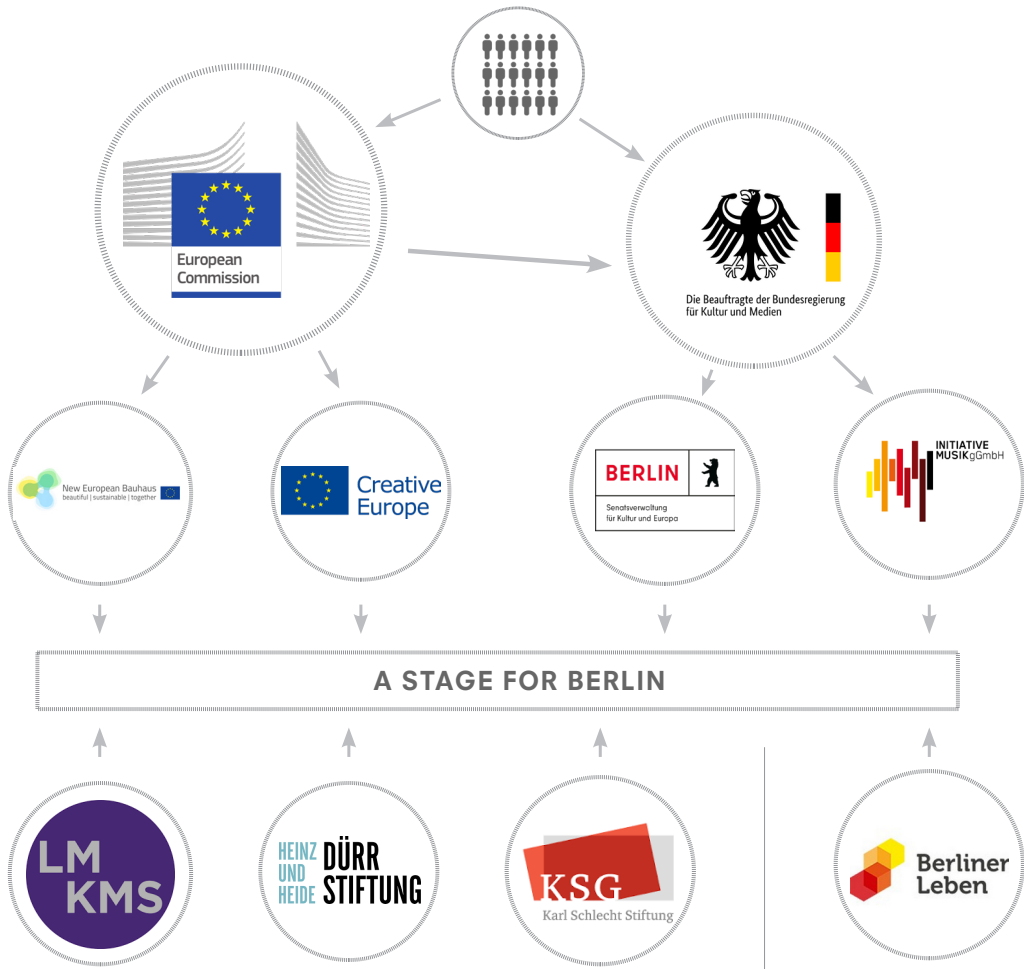 European
Commission
Die Beauftragte der Bundesregierung
für Kultur und Medien
New European Bauhaus
beautiful | sustainable | together
Creative
Europe
BERLIN
Senatsverwaltung
für Kultur und Europa
INITIATIVE
MUSIKgGmbH
A STAGE FOR BERLIN
LM
KMS
HEINZ
UND
HEIDE
DÜRR
STIFTUNG
KSG
Karl Schlecht Stiftung
Berliner
Leben